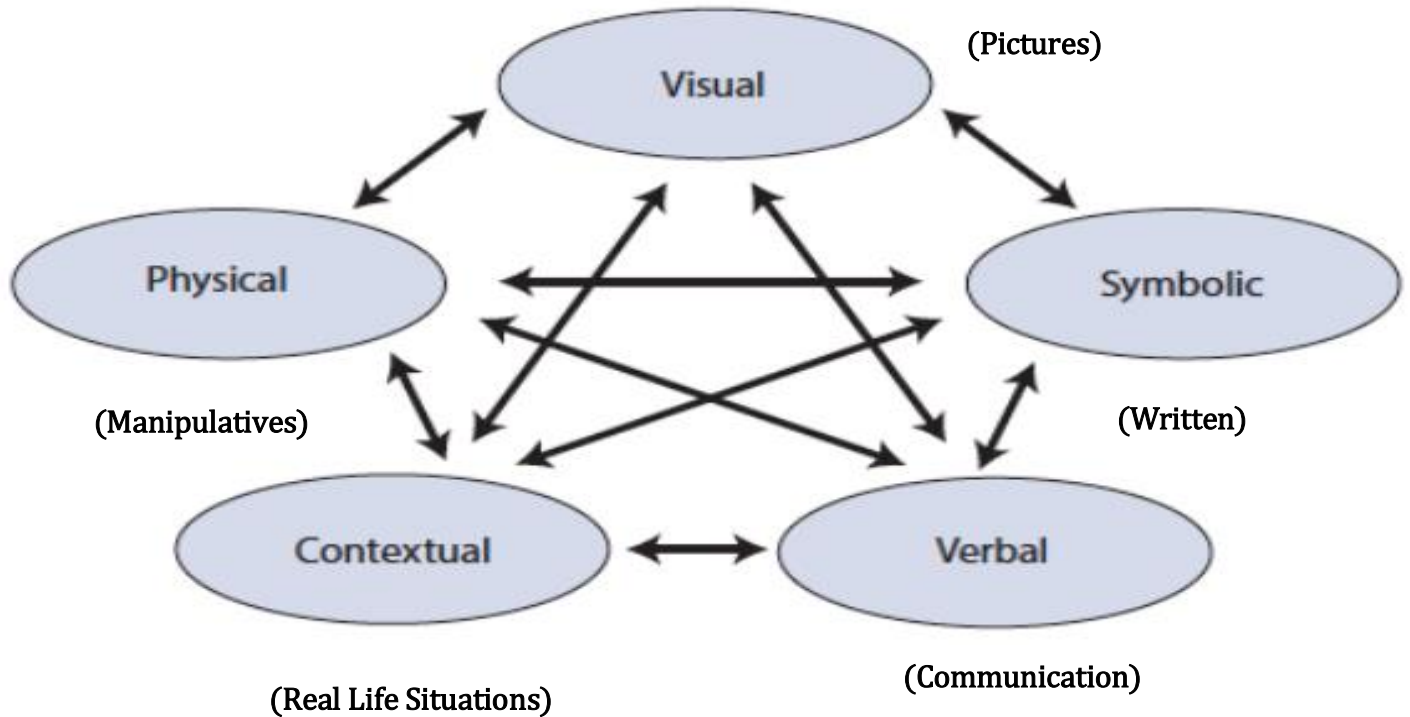 (Pictures)
Visual
Physical
Symbolic
(Manipulatives)
(Written)
Contextual
Verbal
(Real Life Situations)
(Communication)